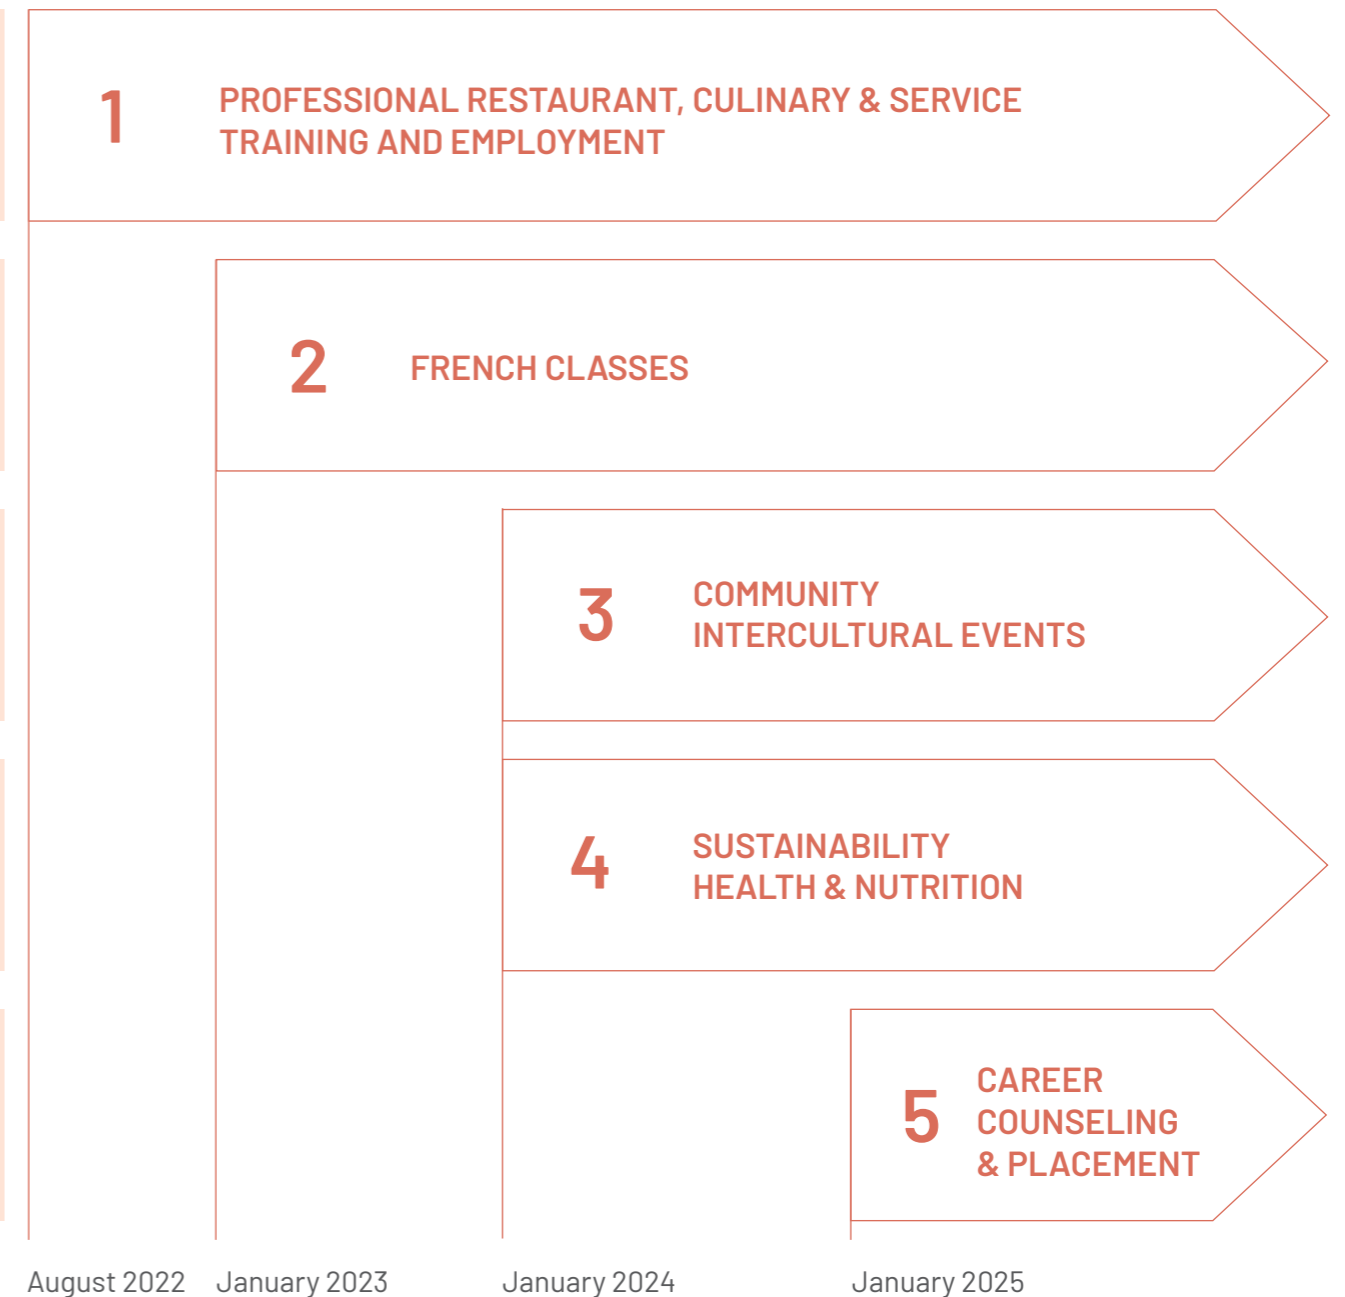 1
PROFESSIONAL RESTAURANT, CULINARY & SERVICE
TRAINING AND EMPLOYMENT
2
FRENCH CLASSES
3
COMMUNITY
INTERCULTURAL EVENTS
4
SUSTAINABILITY
HEALTH & NUTRITION
5
CAREER
COUNSELING
& PLACEMENT
August 2022
January 2023
January 2024
January 2025